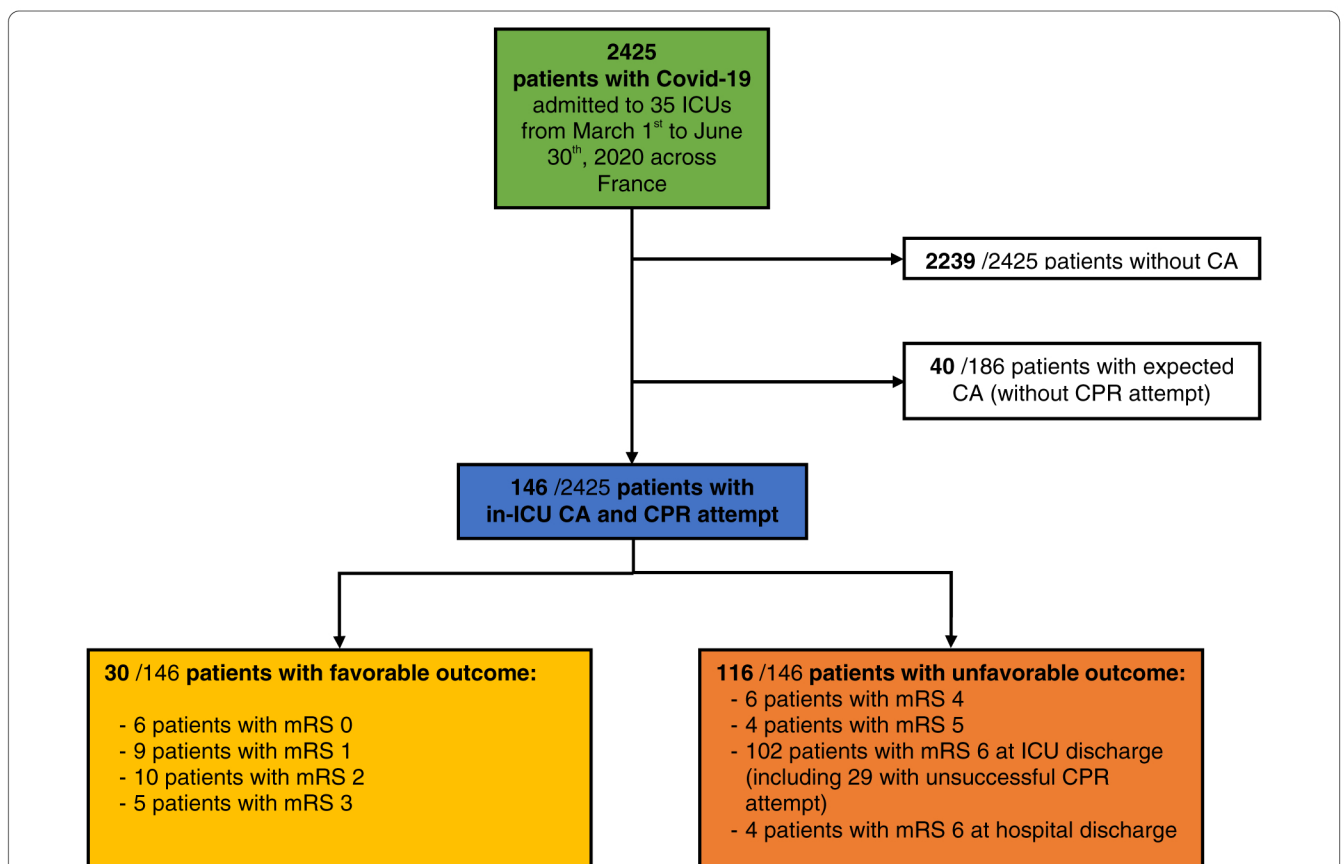 2425
patients with Covid-19
admitted to 35 ICUs
from March 1st to June
30th, 2020 across
France
2239 /2425 patients without CA
40 /186 patients with expected
CA (without CPR attempt)
146 /2425 patients with
in-ICU CA and CPR attempt
30 /146 patients with favorable outcome:
- 6 patients with mRS 0
- 9 patients with mRS 1
- 10 patients with mRS 2
- 5 patients with mRS 3
116 /146 patients with unfavorable outcome:
- 6 patients with mRS 4
- 4 patients with mRS 5
- 102 patients with mRS 6 at ICU discharge
(including 29 with unsuccessful CPR
attempt)
- 4 patients with mRS 6 at hospital discharge